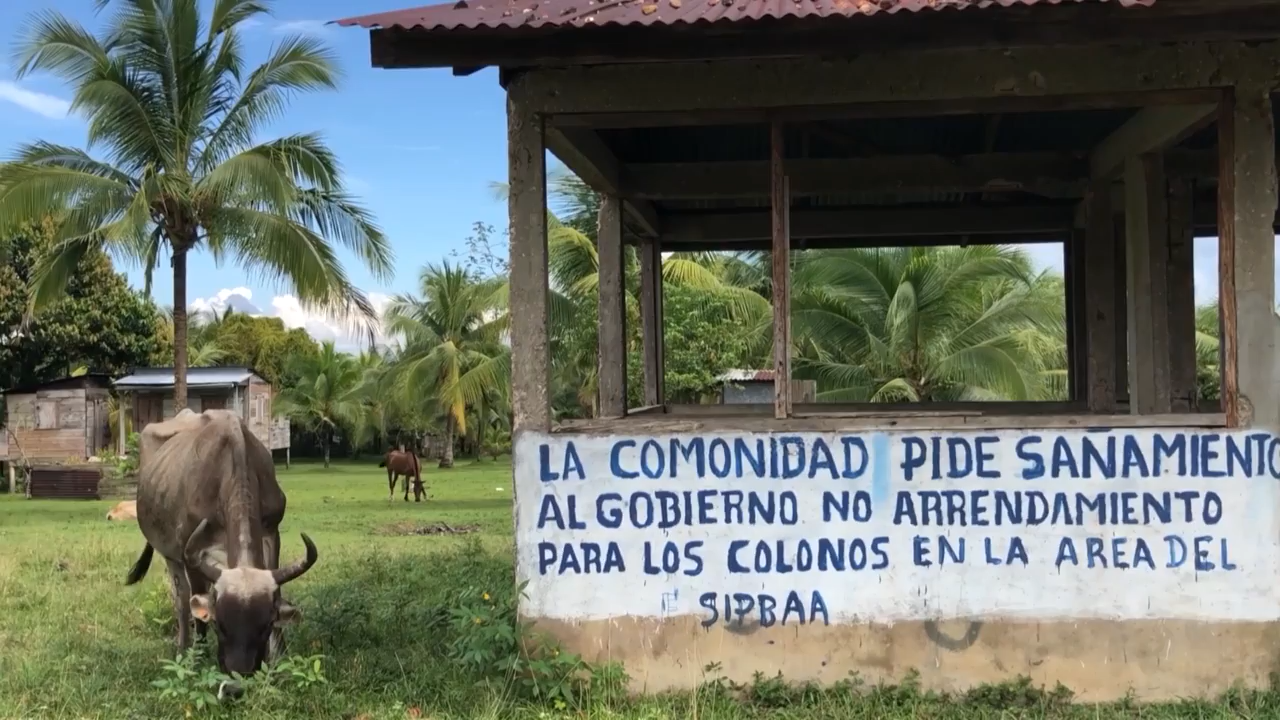 LA COMONIDAD PIDE SANAMIENTO
AL GOBIERNO NO ARRENDAMIENTO
PARA LOS COLONOS EN LA AREA DEL
SIPBAA